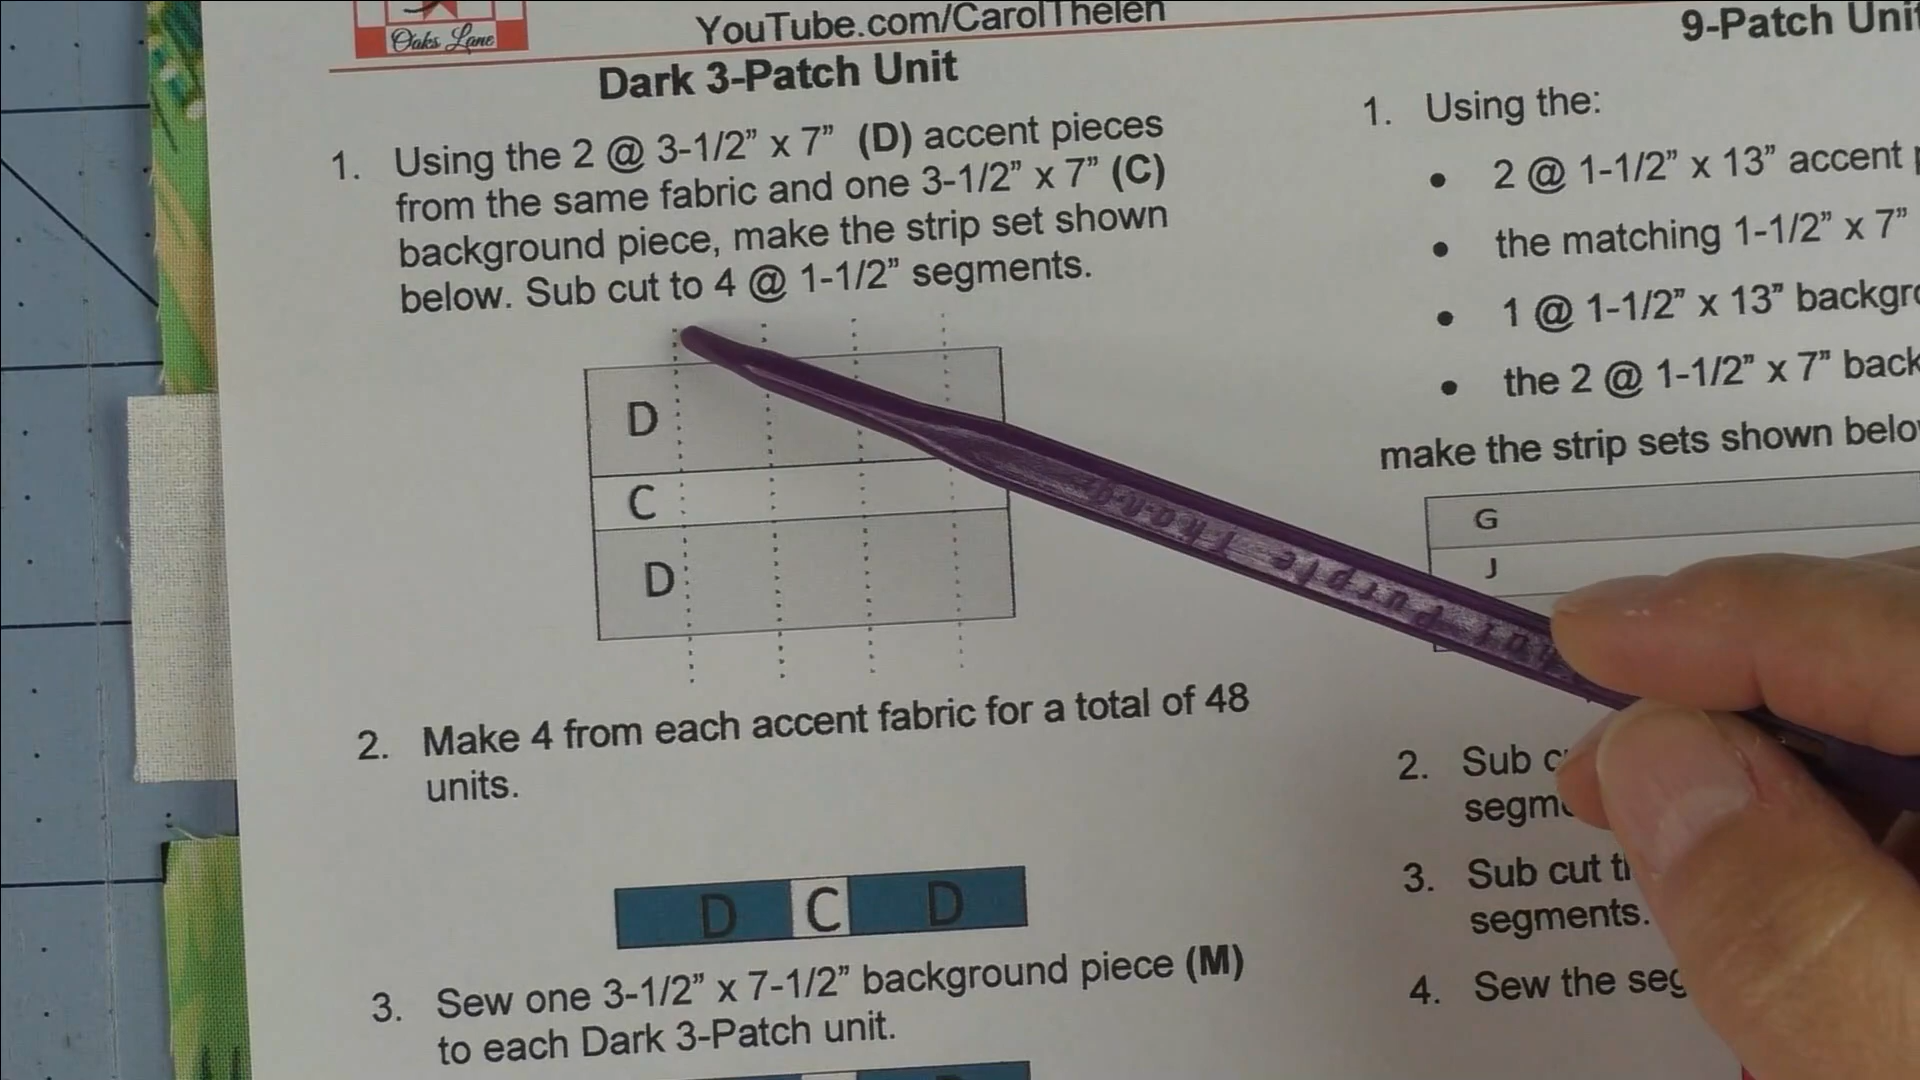 Oaks Lane
YouTube.com/CarolThelen
Dark 3-Patch Unit
1. Using the 2 @ 3-1/2” x 7” (D) accent pieces
from the same fabric and one 3-1/2” x 7” (C)
background piece, make the strip set shown
below. Sub cut to 4 @ 1-1/2” segments.
D
C
D
2. Make 4 from each accent fabric for a total of 48
units.
D C D
3. Sew one 3-1/2” x 7-1/2” background piece (M)
to each Dark 3-Patch unit.
9-Patch
1. Using the:
• 2 @ 1-1/2” x 13” accent
• the matching 1-1/2” x 7”
• 1 @ 1-1/2” x 13”
• the 2 @ 1-1/2” x 7”
make the strip sets shown
G
J
2. Sub
3. Sub cut
segments.
4. Sew the
That Purple Thang